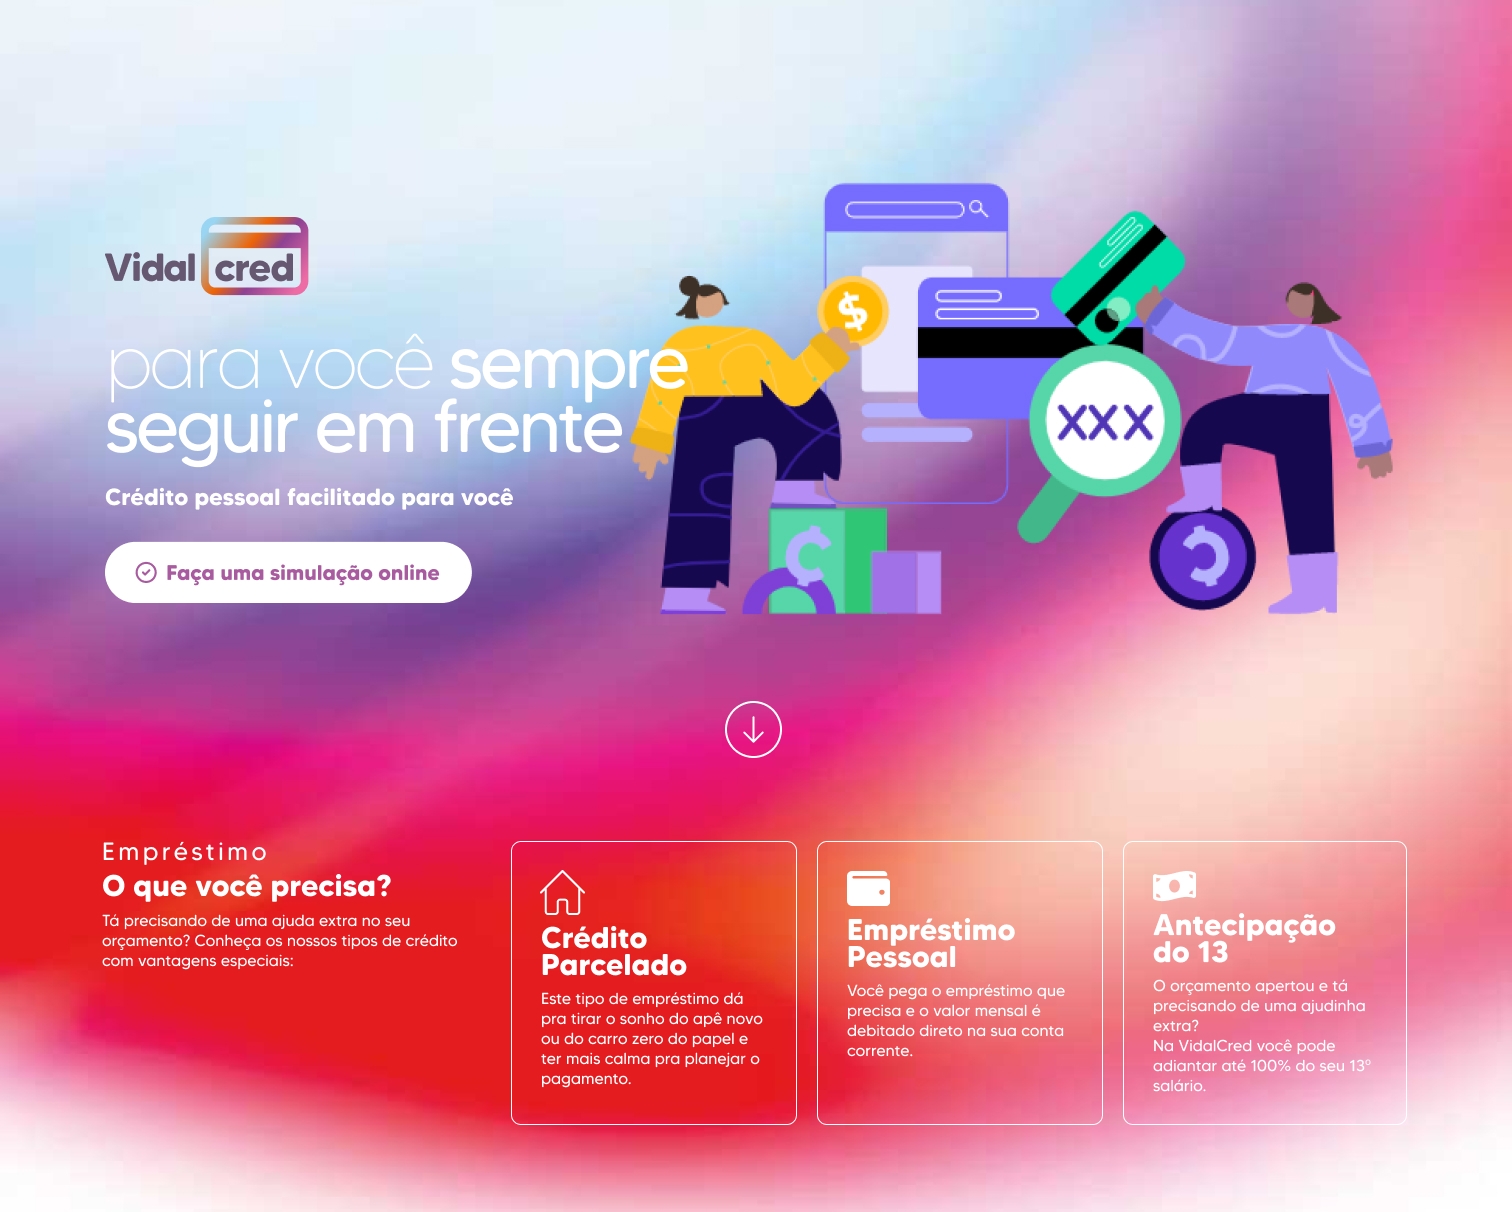 Vidal cred
para você sempre
seguir em frente
Crédito pessoal facilitado para você
Faça uma simulação online
$
XXX
Empréstimo
O que você precisa?
Tá precisando de uma ajuda extra no seu
orçamento? Conheça os nossos tipos de crédito
com vantagens especiais:
Crédito
Parcelado
Este tipo de empréstimo dá
pra tirar o sonho do apê novo
ou do carro zero do papel e
ter mais calma pra planejar o
pagamento.
Empréstimo
Pessoal
Você pega o empréstimo que
precisa e o valor mensal é
debitado direto na sua conta
corrente.
Antecipação
do 13
O orçamento apertou e tá
precisando de uma ajudinha
extra?
Na VidalCred você pode
adiantar até 100% do seu 13º
salário.